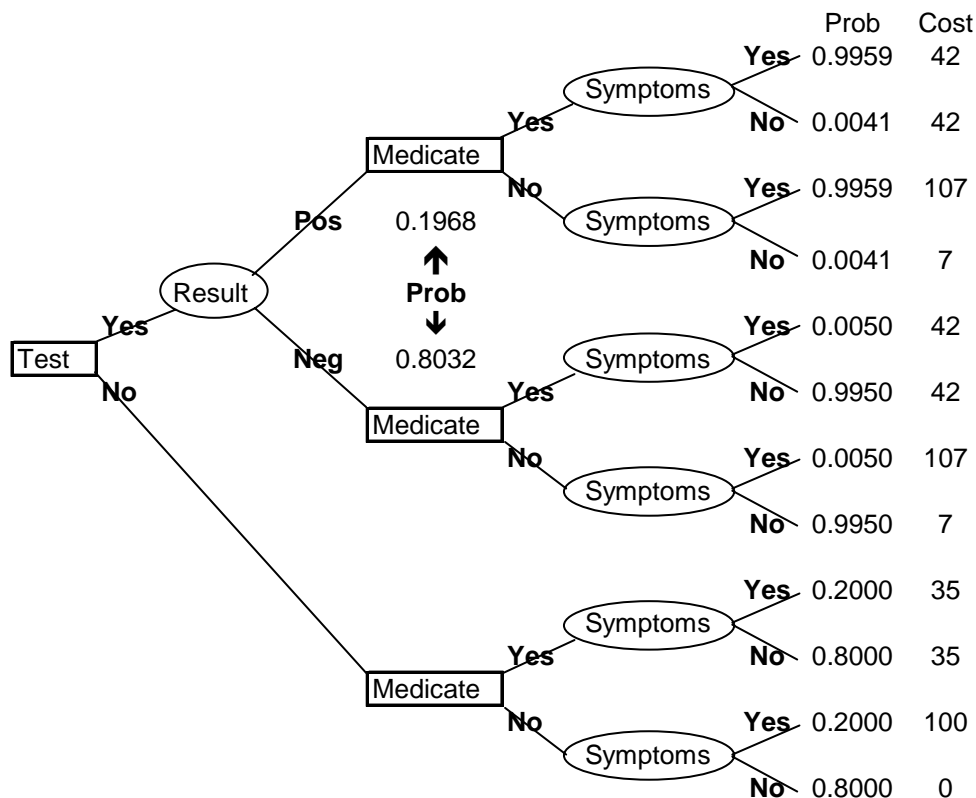 Prob Cost
Yes 0.9959 42
Symptoms
Yes No 0.0041 42
Medicate
No Yes 0.9959 107
Pos 0.1968 Symptoms
↑ No 0.0041 7
Result Prob
Yes ↓ Yes 0.0050 42
Test Neg 0.8032 Symptoms
No Yes No 0.9950 42
Medicate
No Yes 0.0050 107
Symptoms
No 0.9950 7
Yes 0.2000 35
Symptoms
Yes No 0.8000 35
Medicate
No Yes 0.2000 100
Symptoms
No 0.8000 0